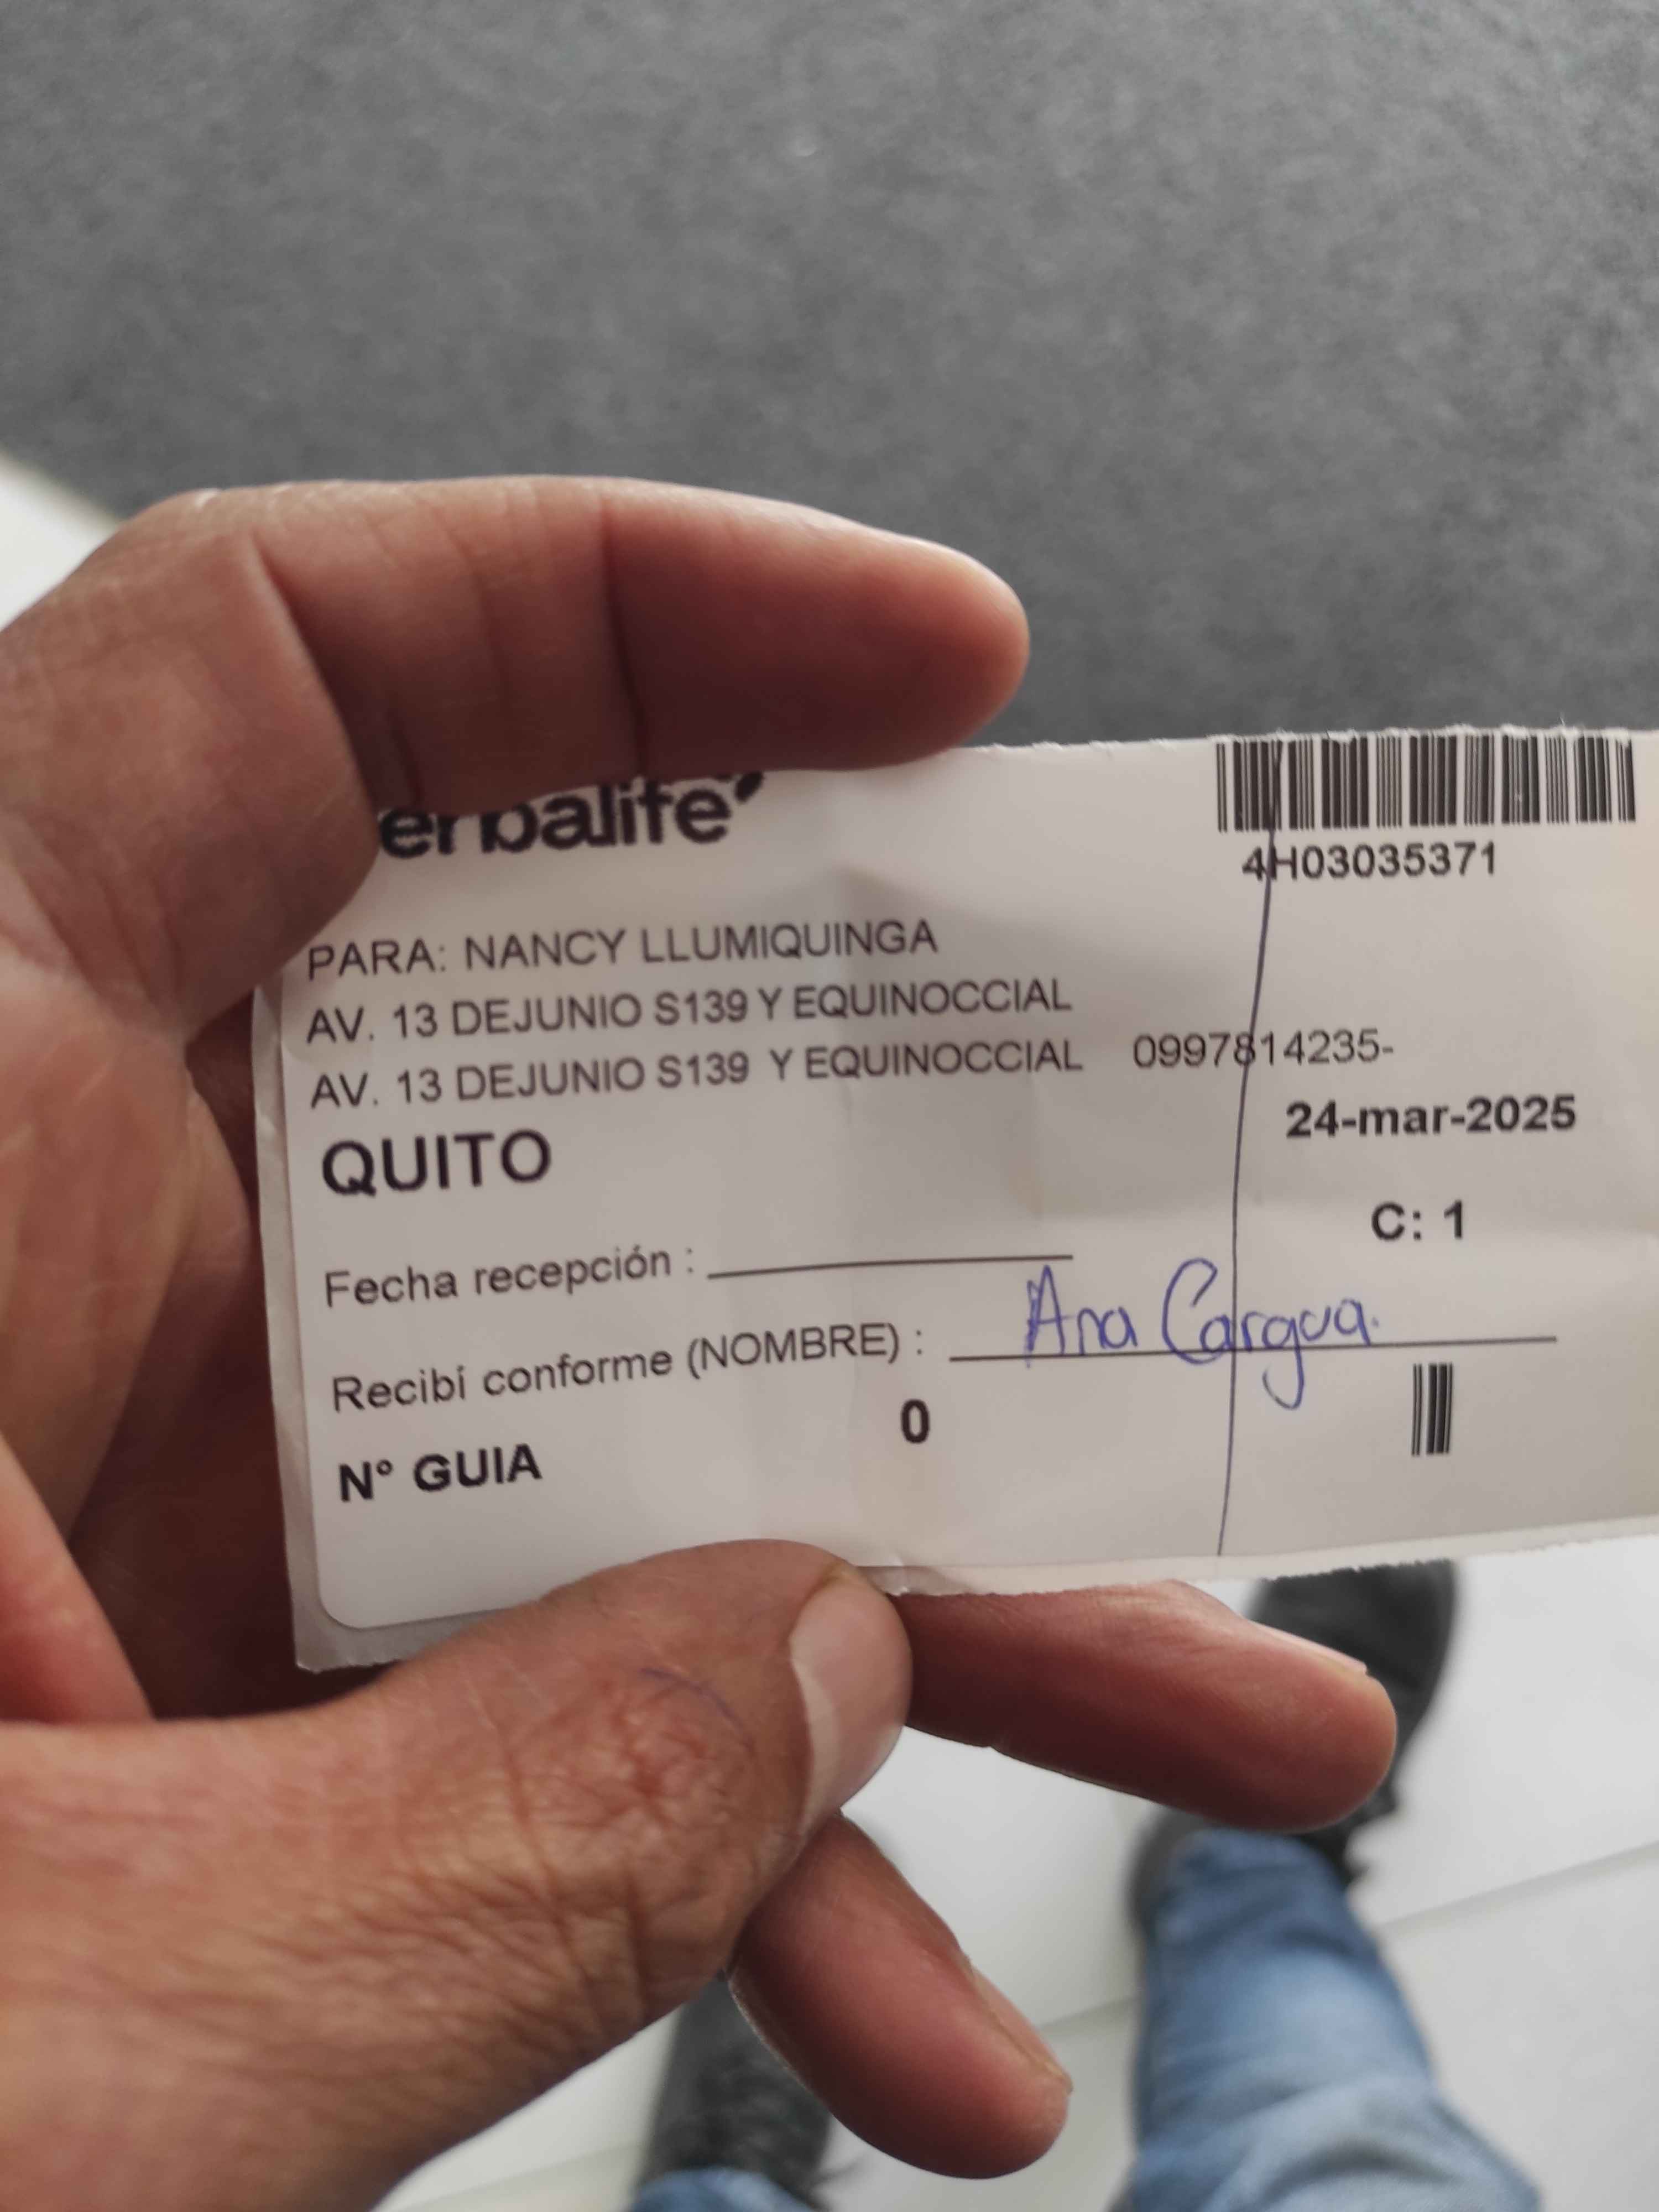 erbalife
4H03035371
PARA: NANCY LLUMIQUINGA
AV. 13 DEJUNIO S139 Y EQUINOCCIAL
AV. 13 DEJUNIO S139 Y EQUINOCCIAL 0997814235-
QUITO 24-mar-2025
C: 1
Fecha recepción :
Recibí conforme (NOMBRE) : Ana Cargua.
N° GUIA 0